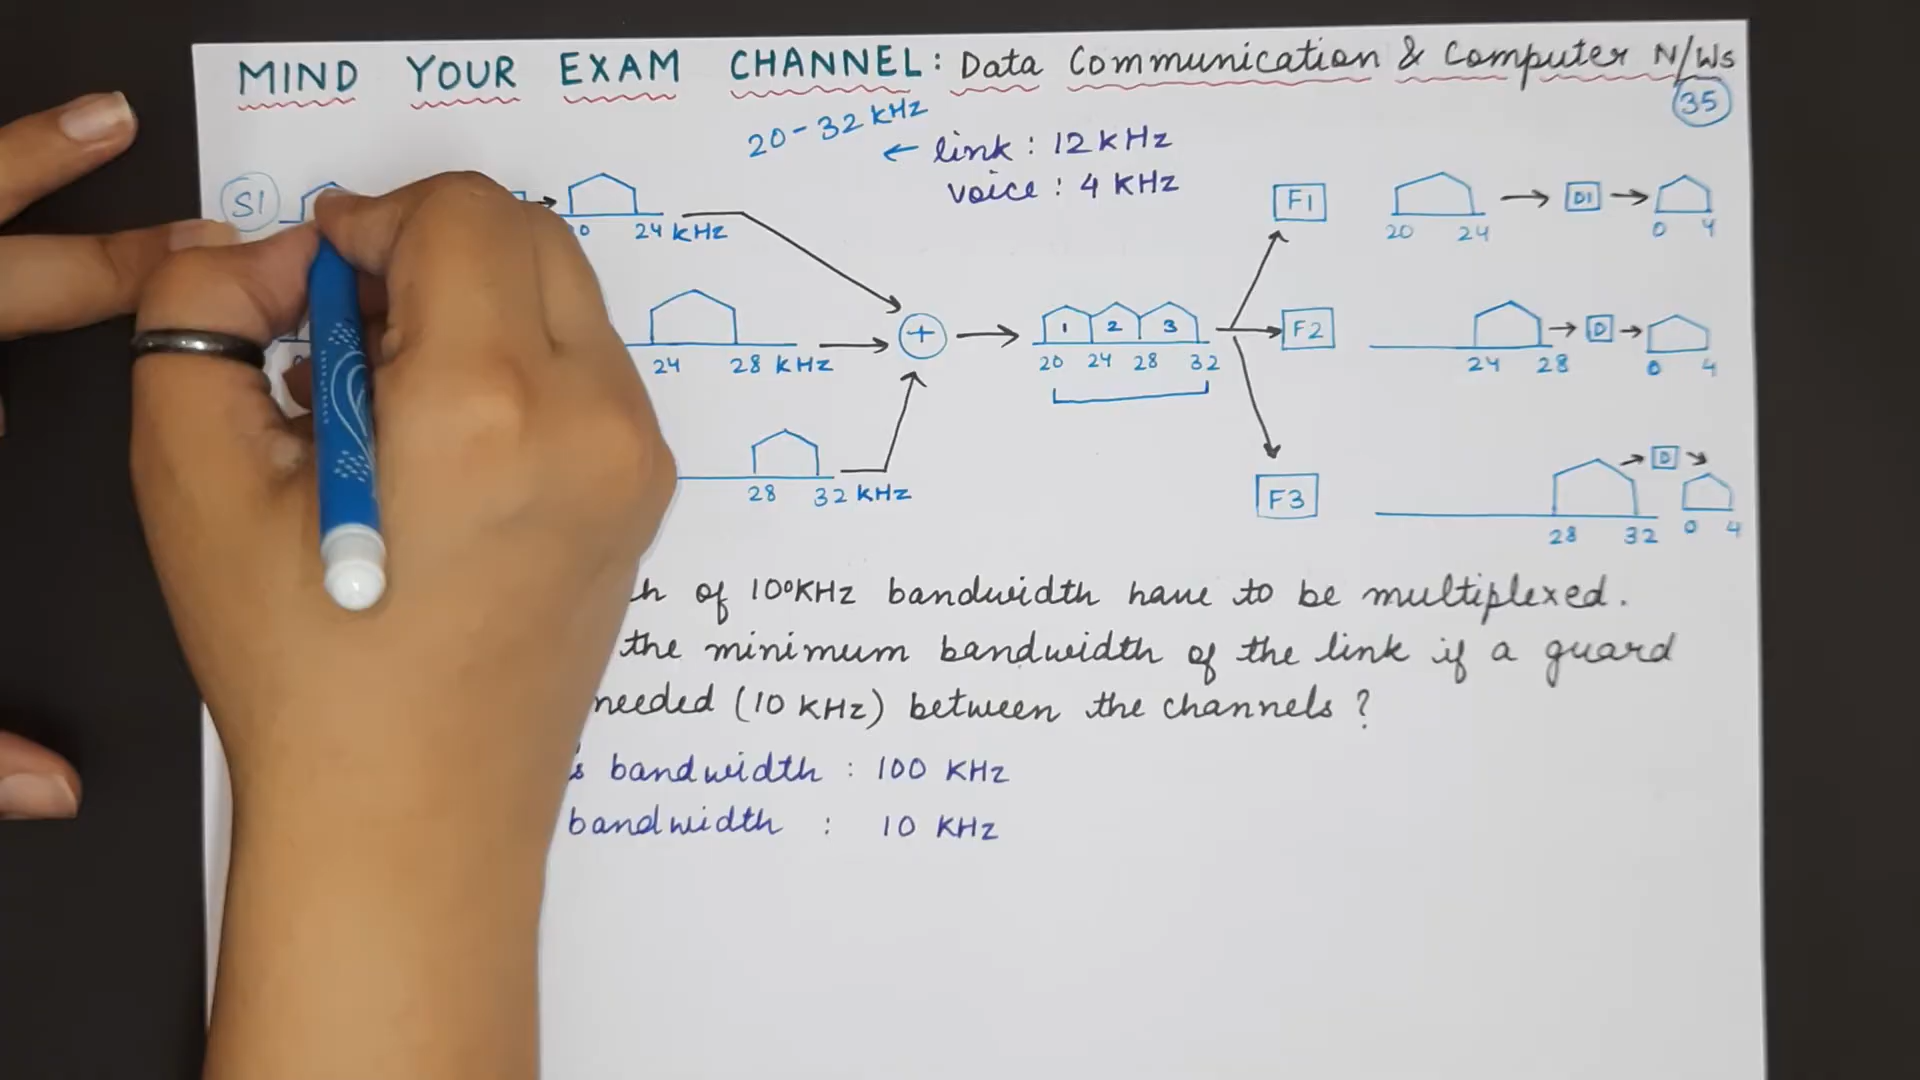 MIND YOUR EXAM CHANNEL: Data Communication & Computer N/Ws
35
20-32 KHz
← link : 12 KHz
voice : 4 KHz
S1
24 KHz
24 28 KHz
28 32 KHz
+
1 2 3
20 24 28 32
F1
20 24
D1
0 4
F2
24 28
D
0 4
F3
28 32
D
0 4
of 100KHz bandwidth have to be multiplexed.
the minimum bandwidth of the link if a guard
needed (10 KHz) between the channels ?
bandwidth : 100 KHz
bandwidth : 10 KHz